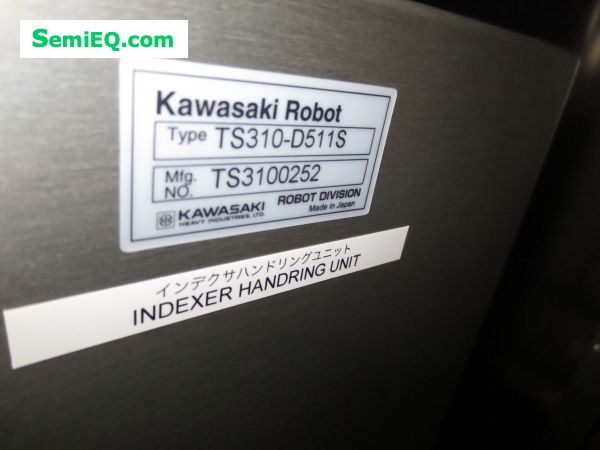 SemiEQ.com
Kawasaki Robot
Type TS310-D511S
Mfg. NO. TS3100252
KAWASAKI
HEAVY INDUSTRIES, LTD.
ROBOT DIVISION
Made in Japan
インデクサハンドリングユニット
INDEXER HANDRING UNIT